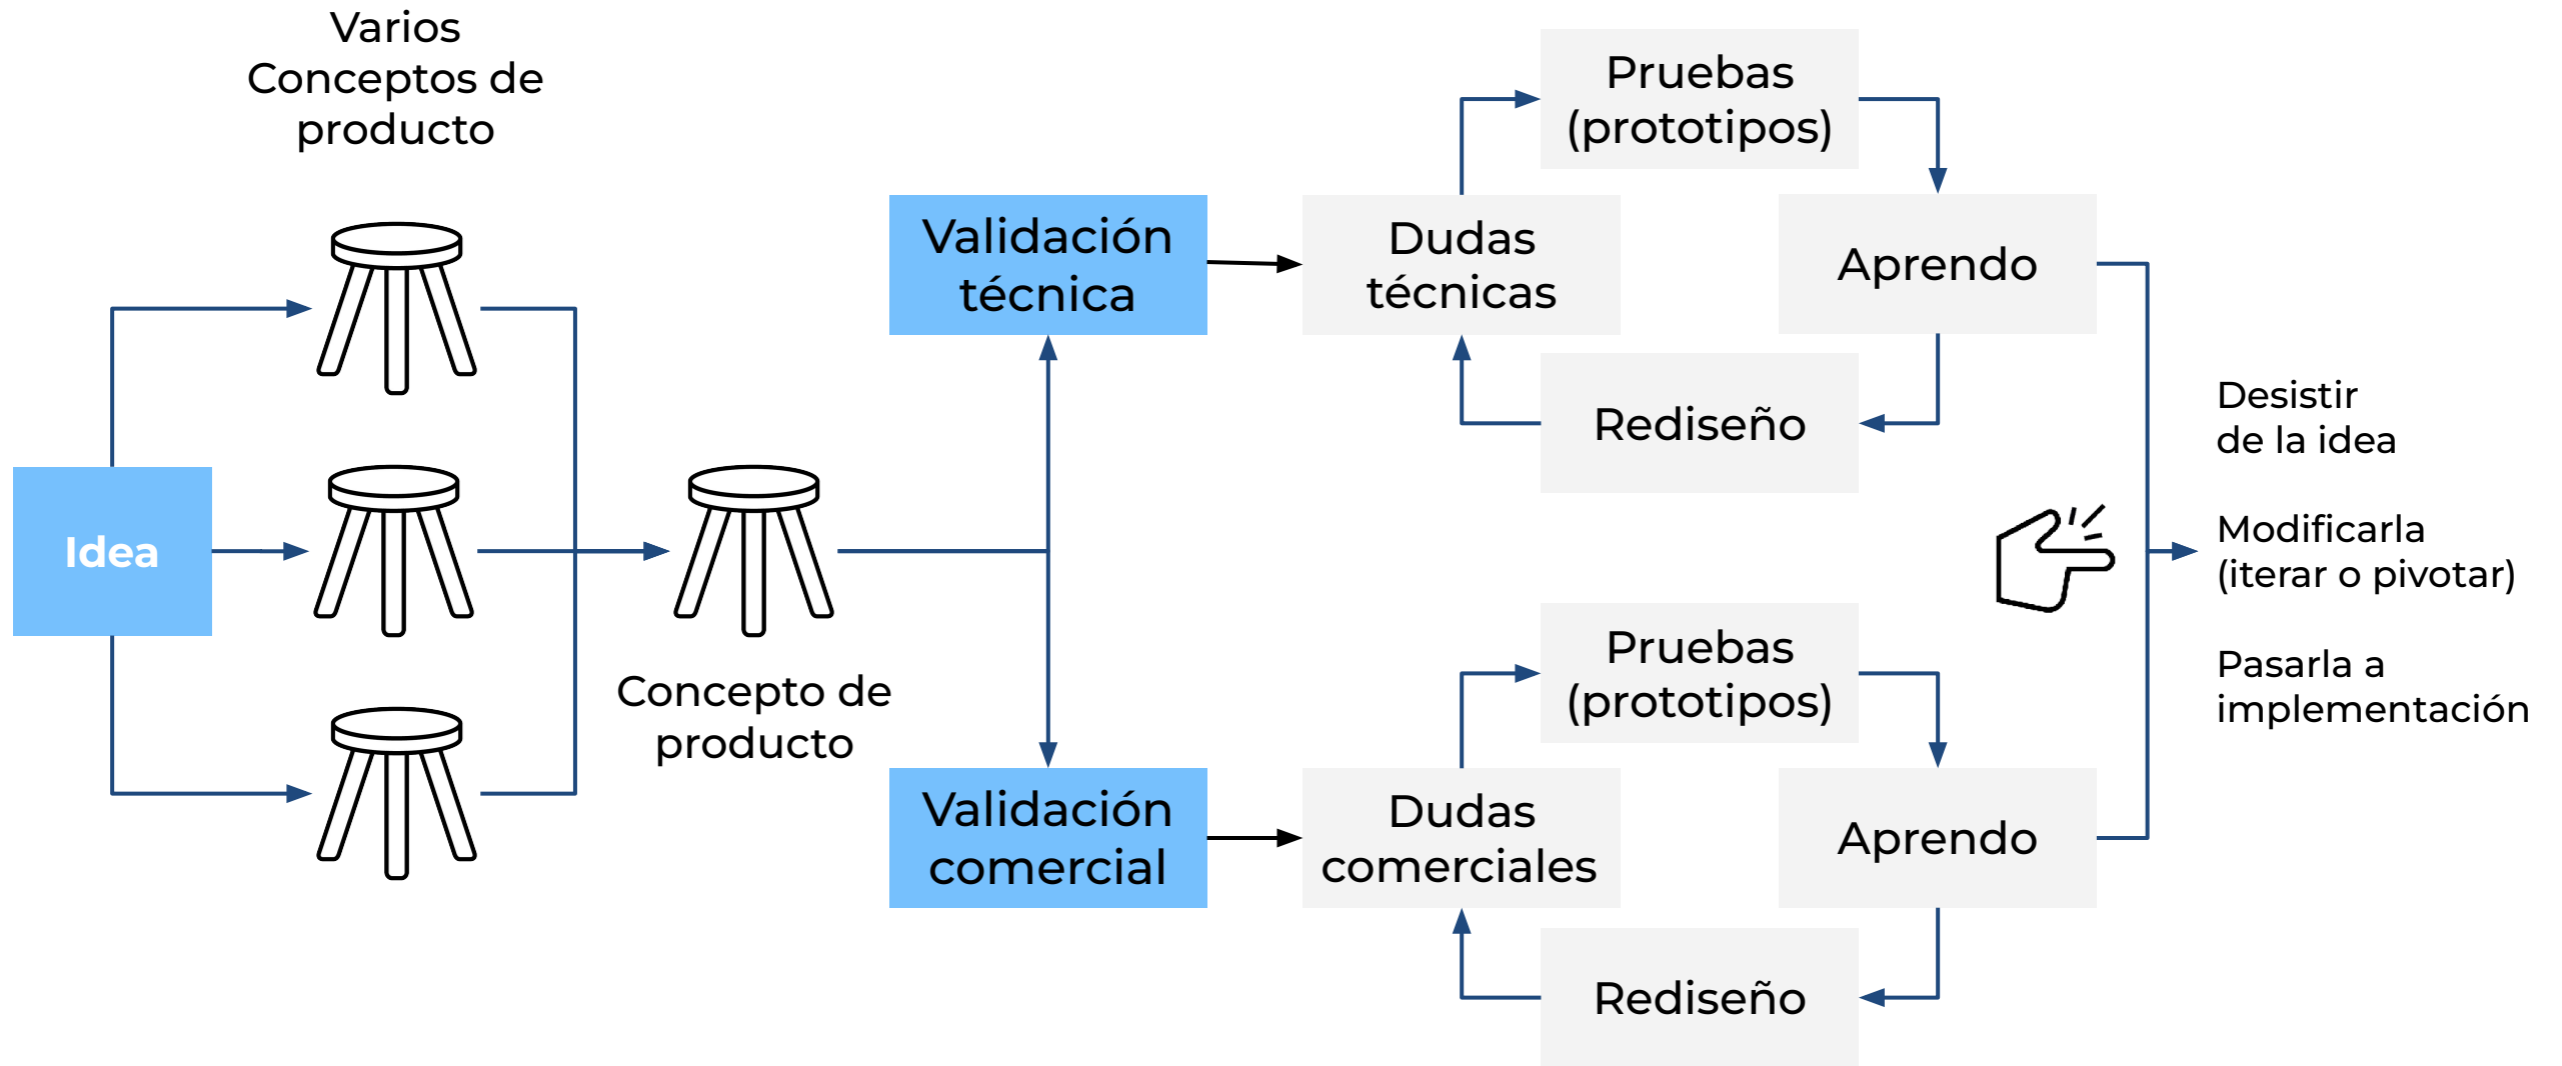 Varios
Conceptos de
producto
Idea
Concepto de
producto
Validación
técnica
Dudas
técnicas
Pruebas
(prototipos)
Aprendo
Rediseño
Validación
comercial
Dudas
comerciales
Pruebas
(prototipos)
Aprendo
Rediseño
Desistir
de la idea
Modificarla
(iterar o pivotar)
Pasarla a
implementación